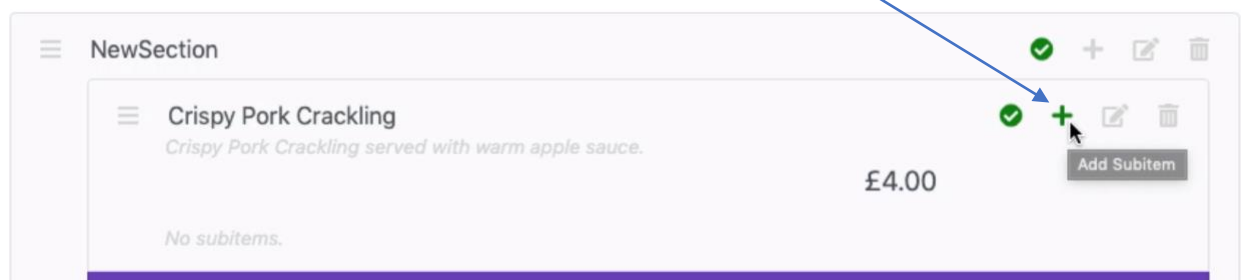 NewSection
Crispy Pork Crackling
Crispy Pork Crackling served with warm apple sauce.
Add Subitem
£4.00
No subitems.